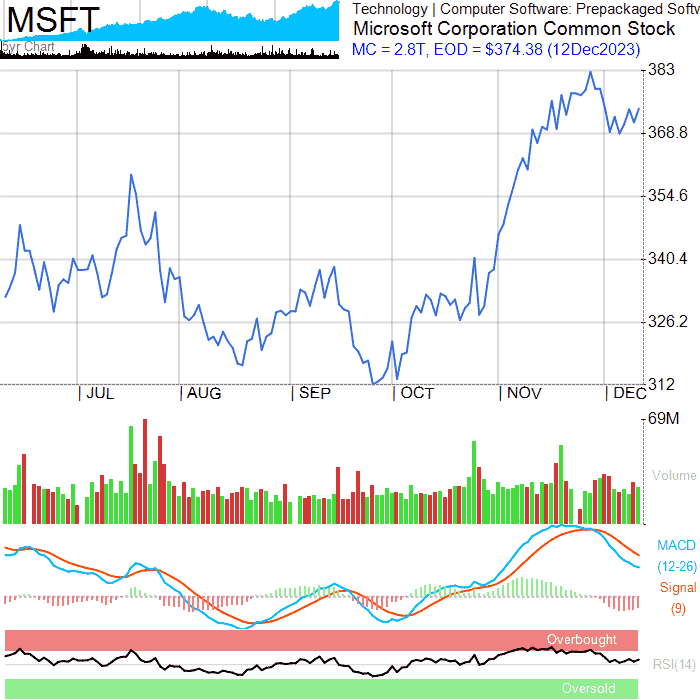 MSFT
Technology | Computer Software: Prepackaged Softw
Microsoft Corporation Common Stock
MC = 2.8T, EOD = $374.38 (12Dec2023)
5yr Chart
383
368.8
354.6
340.4
326.2
312
| JUL | AUG | SEP | OCT | NOV | DEC
69M
Volume
MACD
(12-26)
Signal
(9)
Overbought
RSI(14)
Oversold